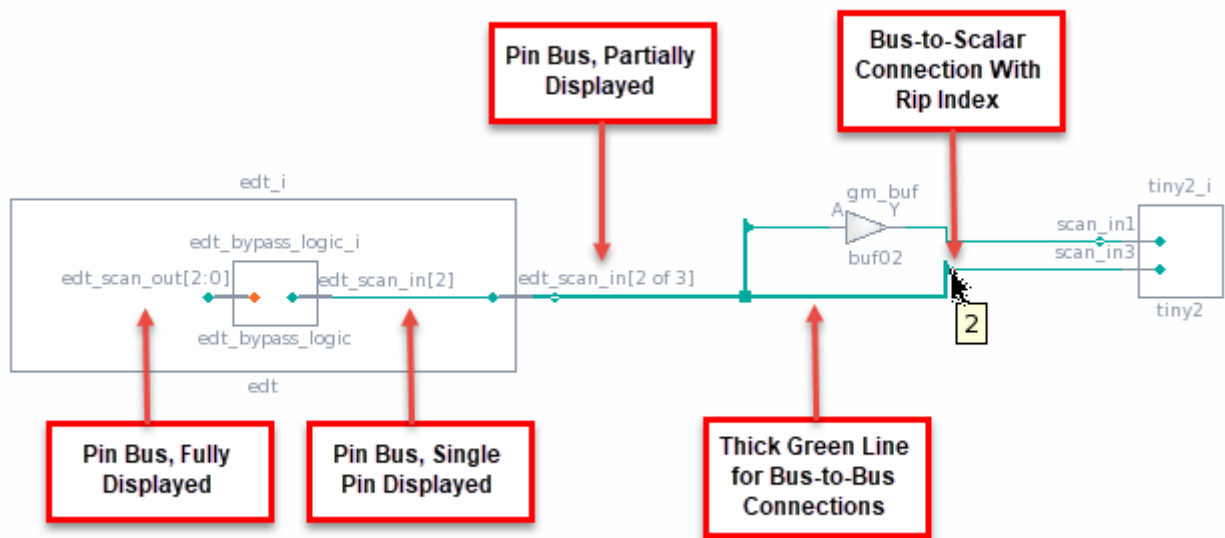 Pin Bus, Partially
Displayed
Bus-to-Scalar
Connection With
Rip Index
edt_i
gm_buf
tiny2_i
A
Y
scan_in1
edt_bypass_logic_i
buf02
scan_in3
edt_scan_out[2:0]
edt_scan_in[2]
edt_scan_in[2 of 3]
tiny2
2
edt_bypass_logic
edt
Pin Bus, Fully
Displayed
Pin Bus, Single
Pin Displayed
Thick Green Line
for Bus-to-Bus
Connections